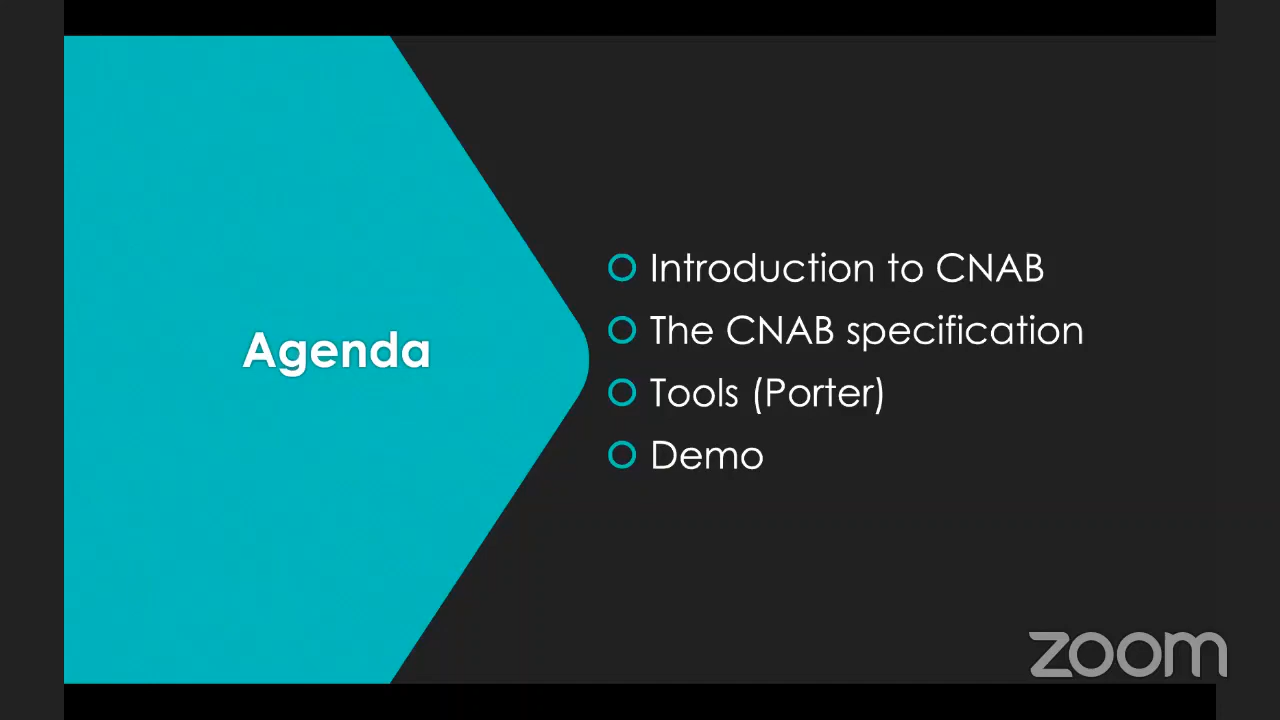 Agenda
Introduction to CNAB
The CNAB specification
Tools (Porter)
Demo
zoom